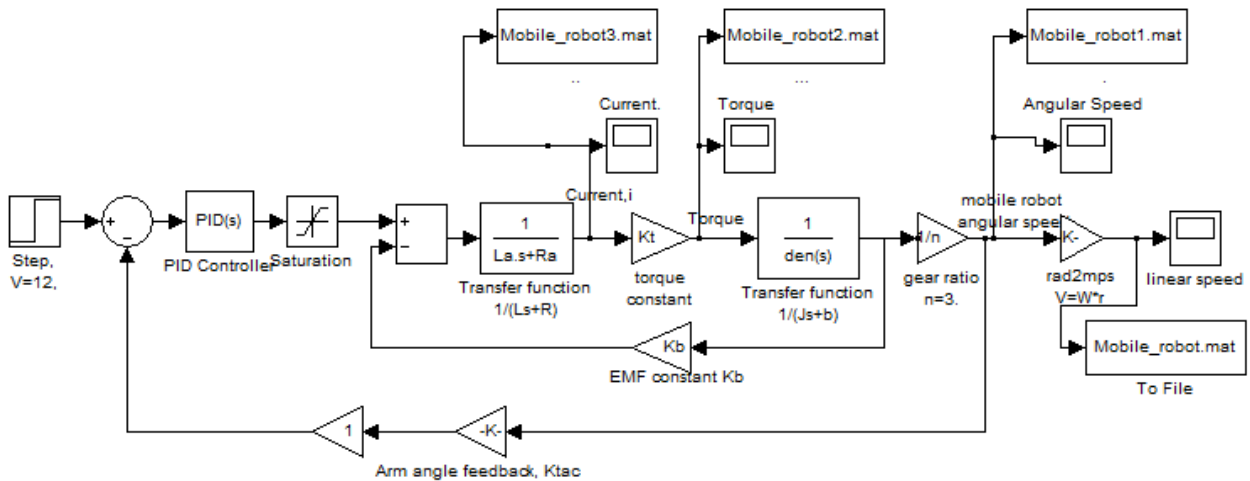 Mobile_robot3.mat
Mobile_robot2.mat
Mobile_robot1.mat
..
...
.
Current.
Torque
Angular Speed
Current,i
Torque
mobile robot
angular speed
+
−
PID(s)
+
−
1
La.s+Ra
Kt
1
den(s)
1/n
K-
Step,
V=12,
PID Controller
Saturation
Transfer function
1/(Ls+R)
torque
constant
Transfer function
1/(Js+b)
gear ratio
n=3.
rad2mps
V=W*r
linear speed
Kb
EMF constant Kb
Mobile_robot.mat
To File
1
-K-
Arm angle feedback, Ktac